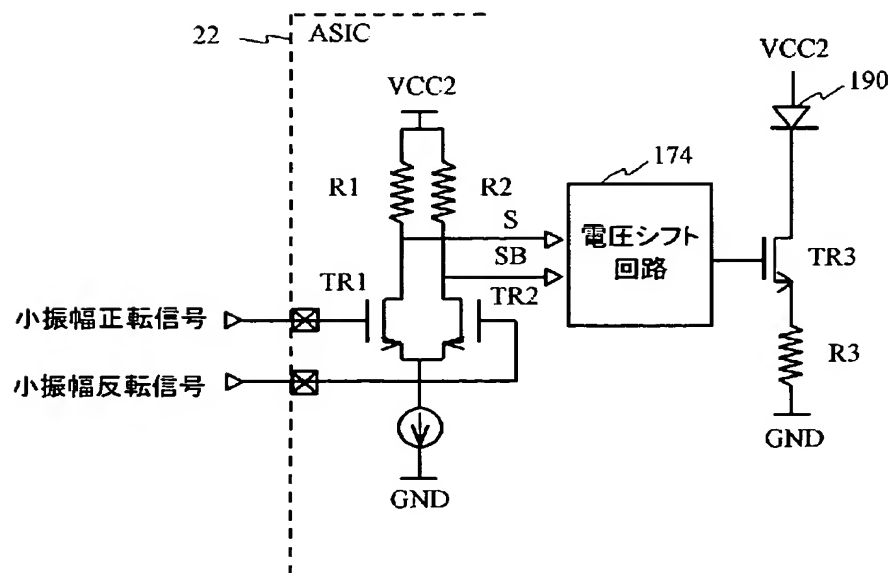 22
ASIC
VCC2
VCC2
190
174
R1
R2
S
SB
電圧シフト
回路
TR1
TR2
TR3
小振幅正転信号
小振幅反転信号
R3
GND
GND